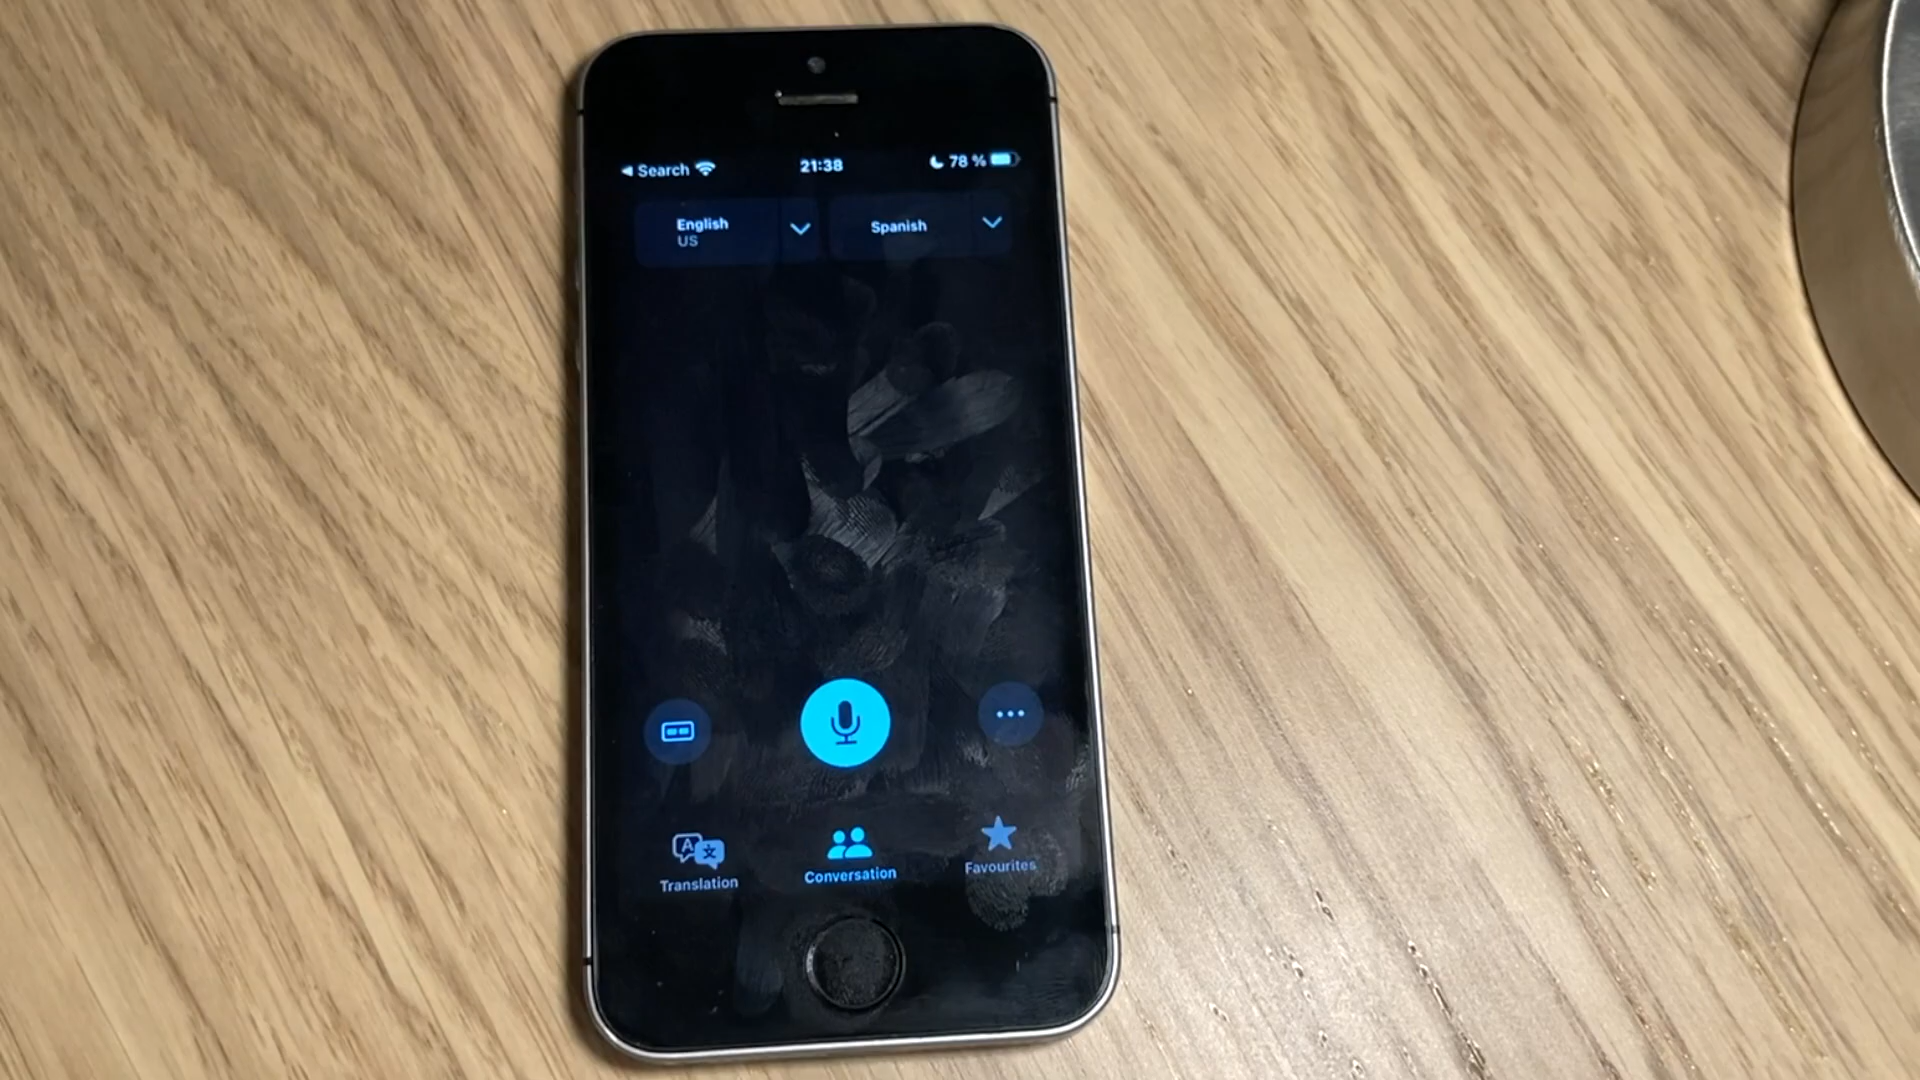 Search 21:38 78 %
English Spanish
US
Translation Conversation Favourites